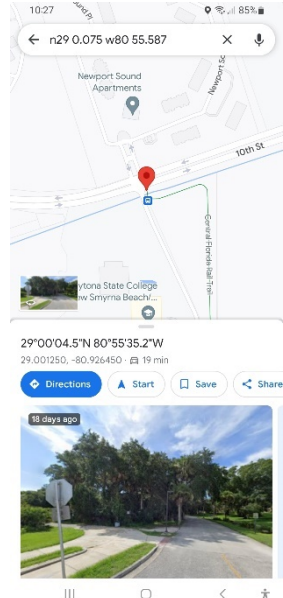 10:27
85%
n29 0.075 w80 55.587
Newport Sound
Apartments
Newport So
10th St
Central Florida Rail Trail
ytona State College
ew Smyrna Beach/...
29°00'04.5"N 80°55'35.2"W
29.001250, -80.926450 · 19 min
Directions
Start
Save
Share
18 days ago